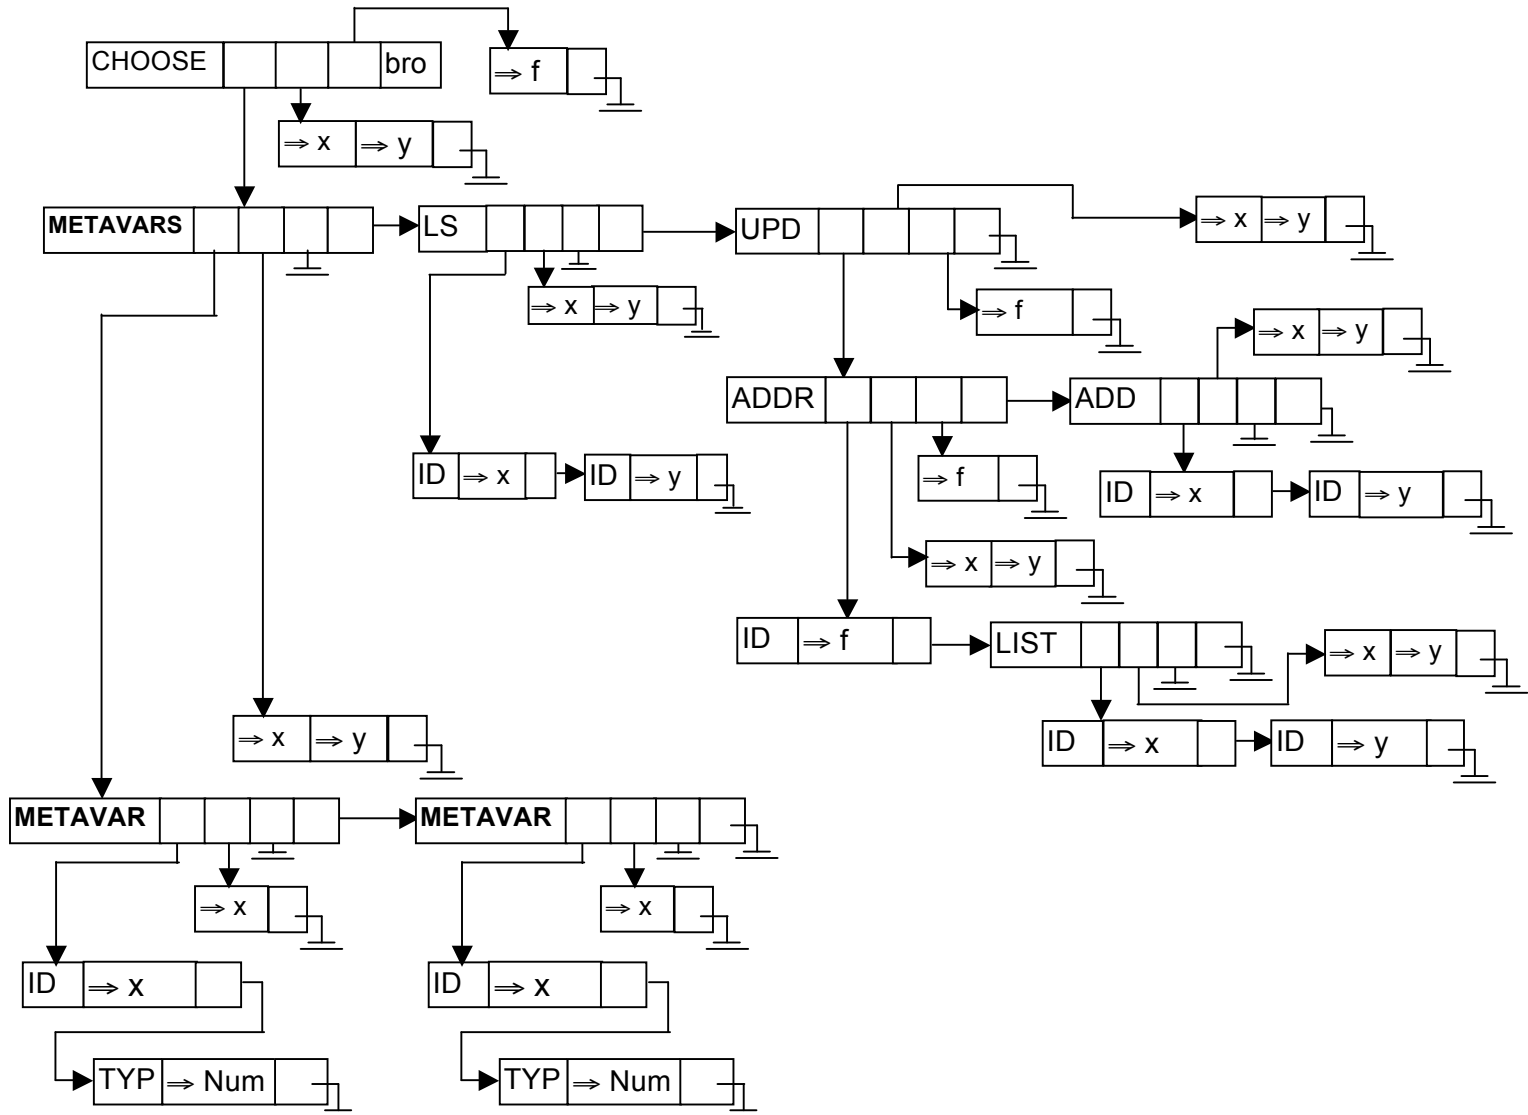 CHOOSE bro
⇒ f
⇒ x ⇒ y
METAVARS
LS
UPD
⇒ x ⇒ y
⇒ x ⇒ y
⇒ f
⇒ x ⇒ y
ADDR
ADD
ID ⇒ x
ID ⇒ y
⇒ f
ID ⇒ x
ID ⇒ y
⇒ x ⇒ y
ID ⇒ f
LIST
⇒ x ⇒ y
⇒ x ⇒ y
ID ⇒ x
ID ⇒ y
METAVAR
METAVAR
⇒ x
⇒ x
ID ⇒ x
ID ⇒ x
TYP ⇒ Num
TYP ⇒ Num